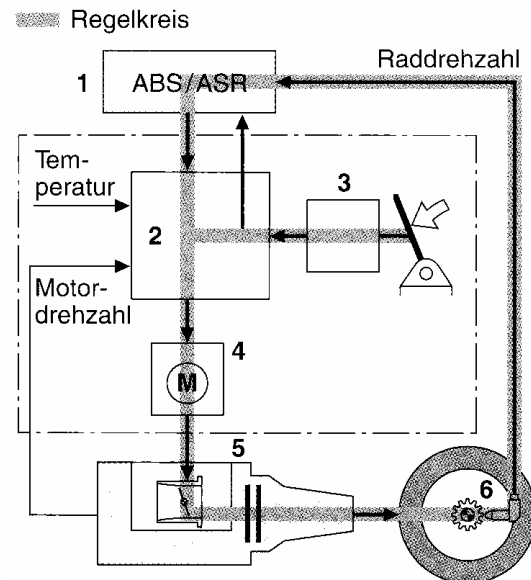 Regelkreis
Raddrehzahl
1 ABS/ASR
Tem-
peratur
3
2
Motor-
drehzahl
4
M
5
6